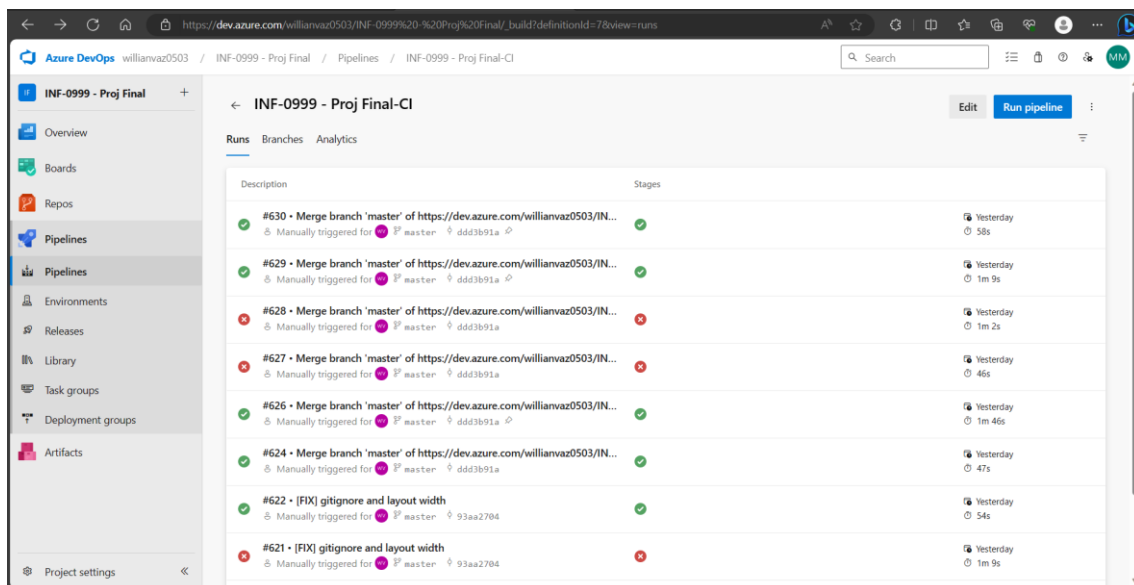 https://dev.azure.com/willianvaz0503/INF-0999%20-%20Proj%20Final/_build?definitionId=7&view=runs
Azure DevOps willianvaz0503 / INF-0999 - Proj Final / Pipelines / INF-0999 - Proj Final-CI
Search
MM
IF INF-0999 - Proj Final +
Overview
Boards
Repos
Pipelines
Pipelines
Environments
Releases
Library
Task groups
Deployment groups
Artifacts
Project settings
INF-0999 - Proj Final-CI
Edit Run pipeline
Runs Branches Analytics
Description Stages
#630 • Merge branch 'master' of https://dev.azure.com/willianvaz0503/IN...
Yesterday
Manually triggered for WV master ddd3b91a
58s
#629 • Merge branch 'master' of https://dev.azure.com/willianvaz0503/IN...
Yesterday
Manually triggered for WV master ddd3b91a
1m 9s
#628 • Merge branch 'master' of https://dev.azure.com/willianvaz0503/IN...
Yesterday
Manually triggered for WV master ddd3b91a
1m 2s
#627 • Merge branch 'master' of https://dev.azure.com/willianvaz0503/IN...
Yesterday
Manually triggered for WV master ddd3b91a
46s
#626 • Merge branch 'master' of https://dev.azure.com/willianvaz0503/IN...
Yesterday
Manually triggered for WV master ddd3b91a
1m 46s
#624 • Merge branch 'master' of https://dev.azure.com/willianvaz0503/IN...
Yesterday
Manually triggered for WV master ddd3b91a
47s
#622 • [FIX] gitignore and layout width
Yesterday
Manually triggered for WV master 93aa2704
54s
#621 • [FIX] gitignore and layout width
Yesterday
Manually triggered for WV master 93aa2704
1m 9s